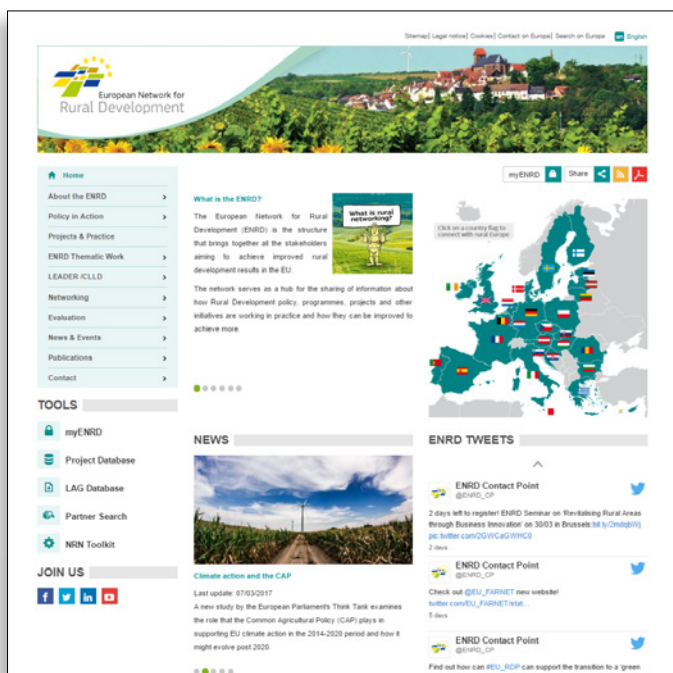 Sitemap| Legal notice| Cookies| Contact on Europe| Search on Europe en English
European Network for
Rural Development
Home
About the ENRD
Policy in Action
Projects & Practice
ENRD Thematic Work
LEADER /CLLD
Networking
Evaluation
News & Events
Publications
Contact
TOOLS
myENRD
Project Database
LAG Database
Partner Search
NRN Toolkit
JOIN US
What is the ENRD?
The European Network for Rural
Development (ENRD) is the structure
that brings together all the stakeholders
aiming to achieve improved rural
development results in the EU.
What is rural
networking?
The network serves as a hub for the sharing of information about
how Rural Development policy, programmes, projects and other
initiatives are working in practice and how they can be improved to
achieve more.
myENRD
Share
Click on a country flag to
connect with rural Europe
NEWS
Climate action and the CAP
Last update: 07/03/2017
A new study by the European Parliament's Think Tank examines
the role that the Common Agricultural Policy (CAP) plays in
supporting EU climate action in the 2014-2020 period and how it
might evolve post 2020.
ENRD TWEETS
ENRD Contact Point
@ENRD_CP
2 days left to register! ENRD Seminar on 'Revitalising Rural Areas
through Business Innovation' on 30/03 in Brussels:bit.ly/2mdqbWj
pic.twitter.com/2GWCaGWHC0
2 days
ENRD Contact Point
@ENRD_CP
Check out @EU_FARNET new website!
twitter.com/EU_FARNET/stat...
5 days
ENRD Contact Point
@ENRD_CP
Find out how can #EU_RDP can support the transition to a 'green